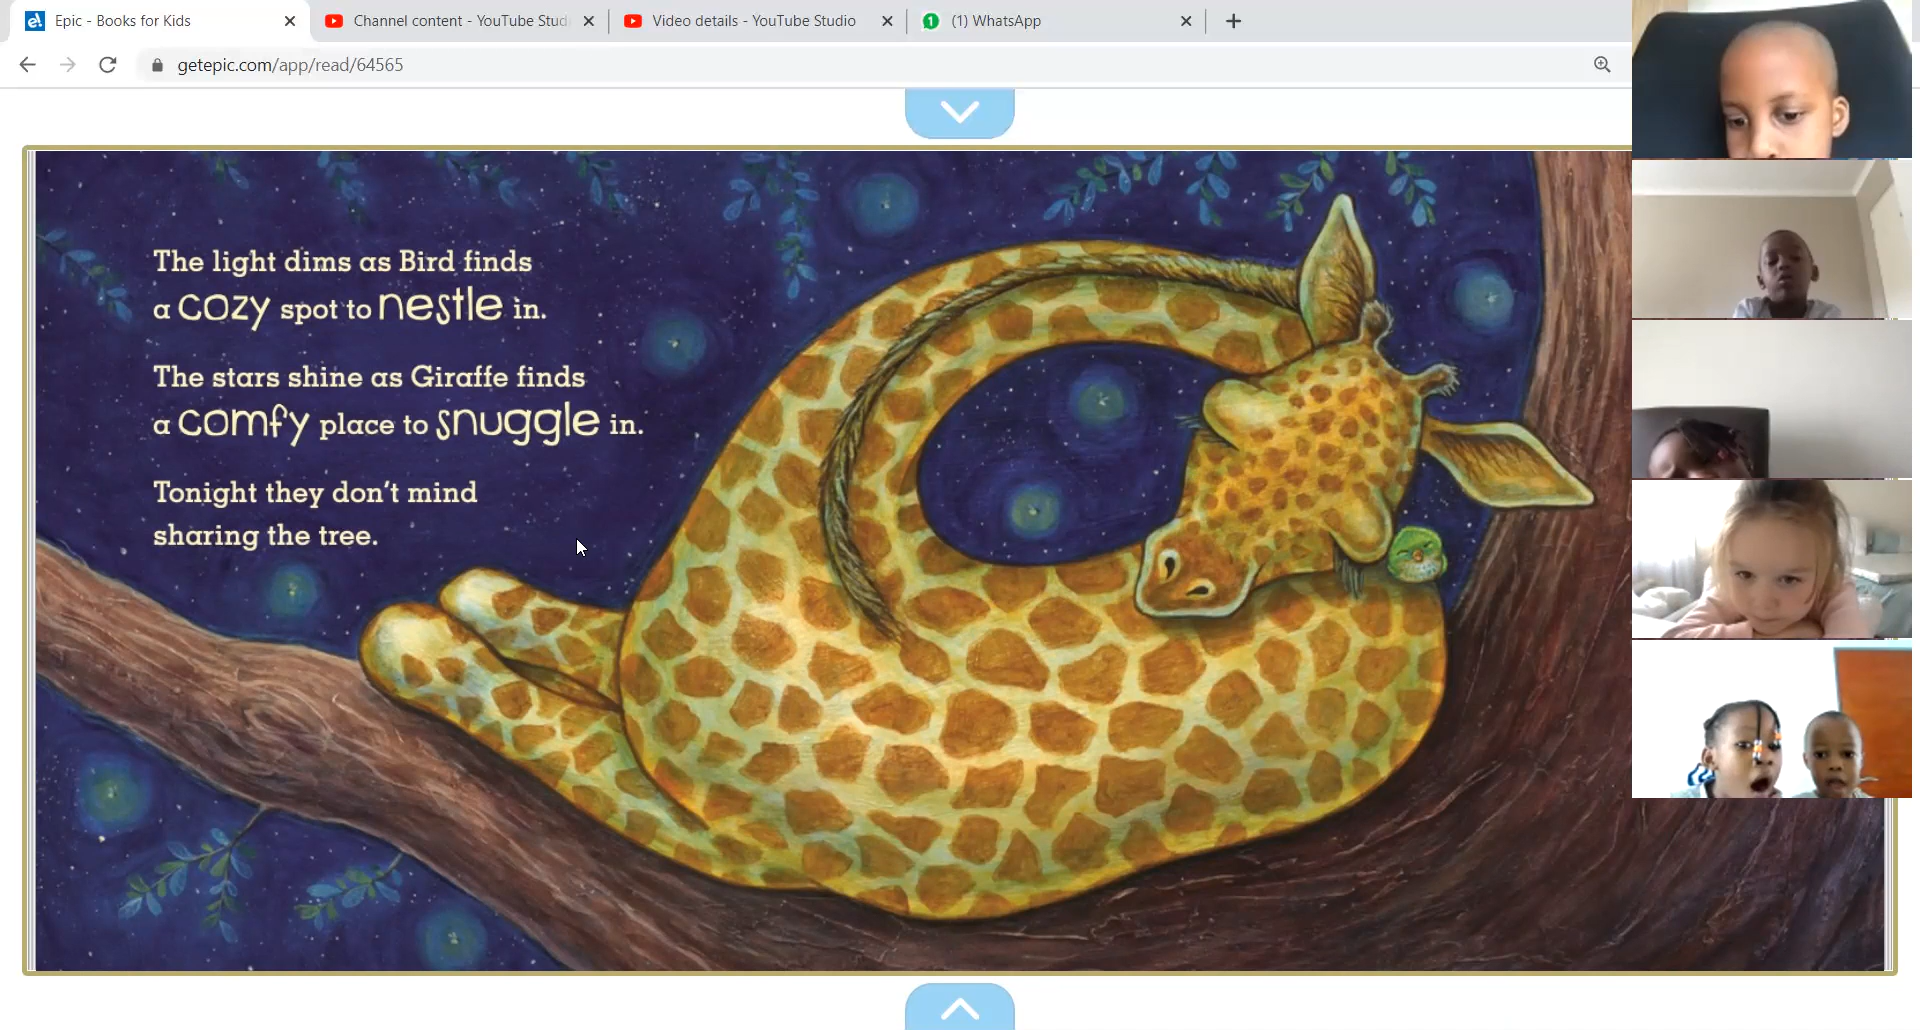 Epic - Books for Kids
Channel content - YouTube Stud
Video details - YouTube Studio
1
(1) WhatsApp
getepic.com/app/read/64565
The light dims as Bird finds
a cozy spot to nestle in.
The stars shine as Giraffe finds
a comfy place to snuggle in.
Tonight they don't mind
sharing the tree.